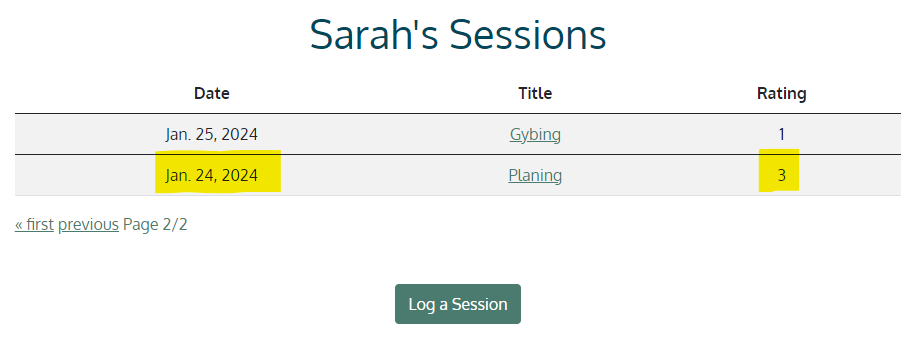 Sarah's Sessions
Date Title Rating
Jan. 25, 2024 Gybing 1
Jan. 24, 2024 Planing 3
« first previous Page 2/2
Log a Session